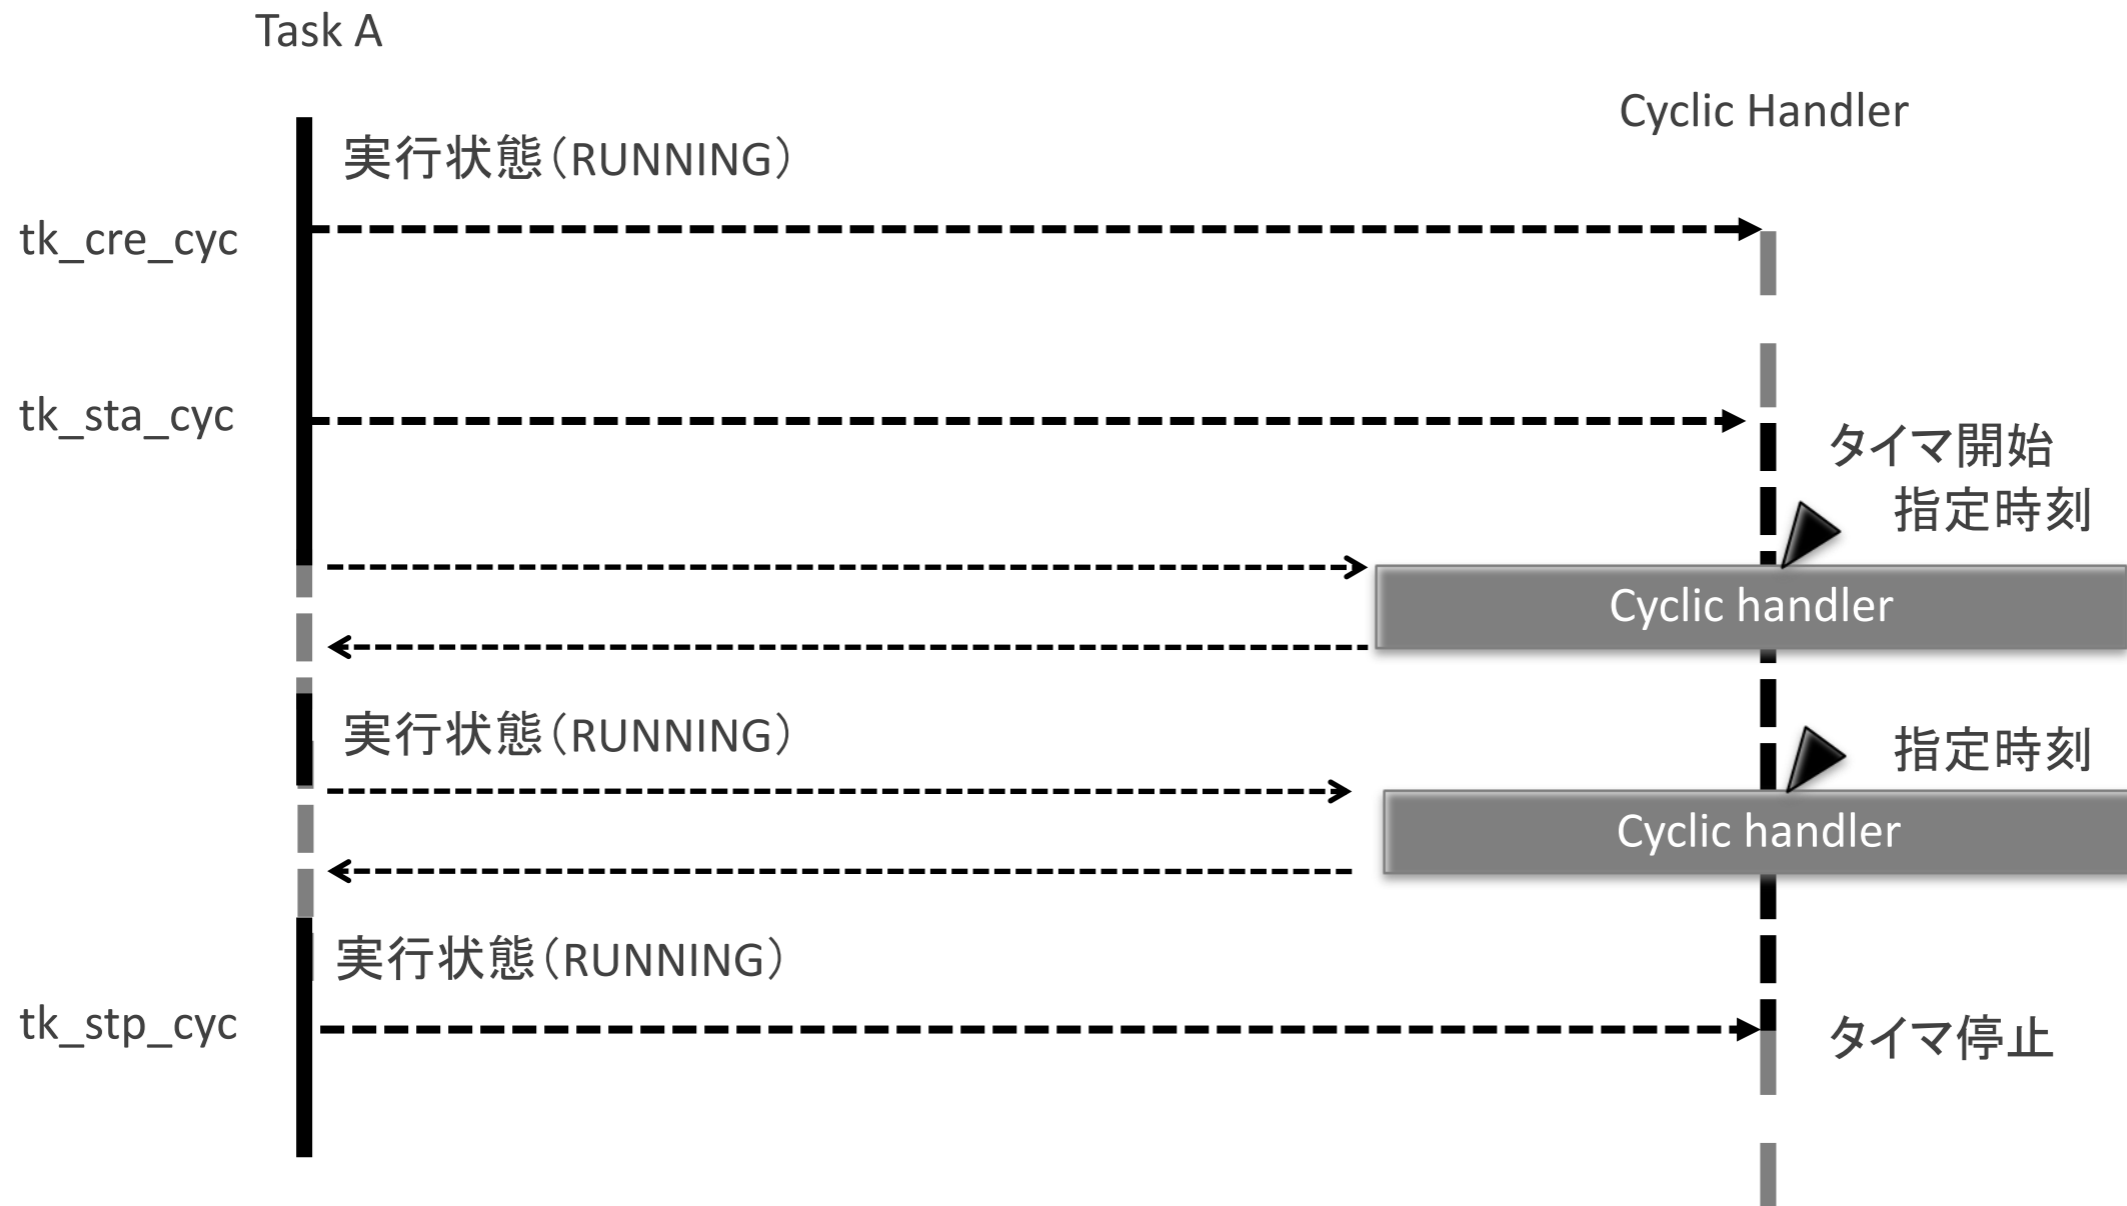 Task A
Cyclic Handler
実行状態（RUNNING）
tk_cre_cyc
tk_sta_cyc
タイマ開始
指定時刻
Cyclic handler
実行状態（RUNNING）
指定時刻
Cyclic handler
実行状態（RUNNING）
tk_stp_cyc
タイマ停止